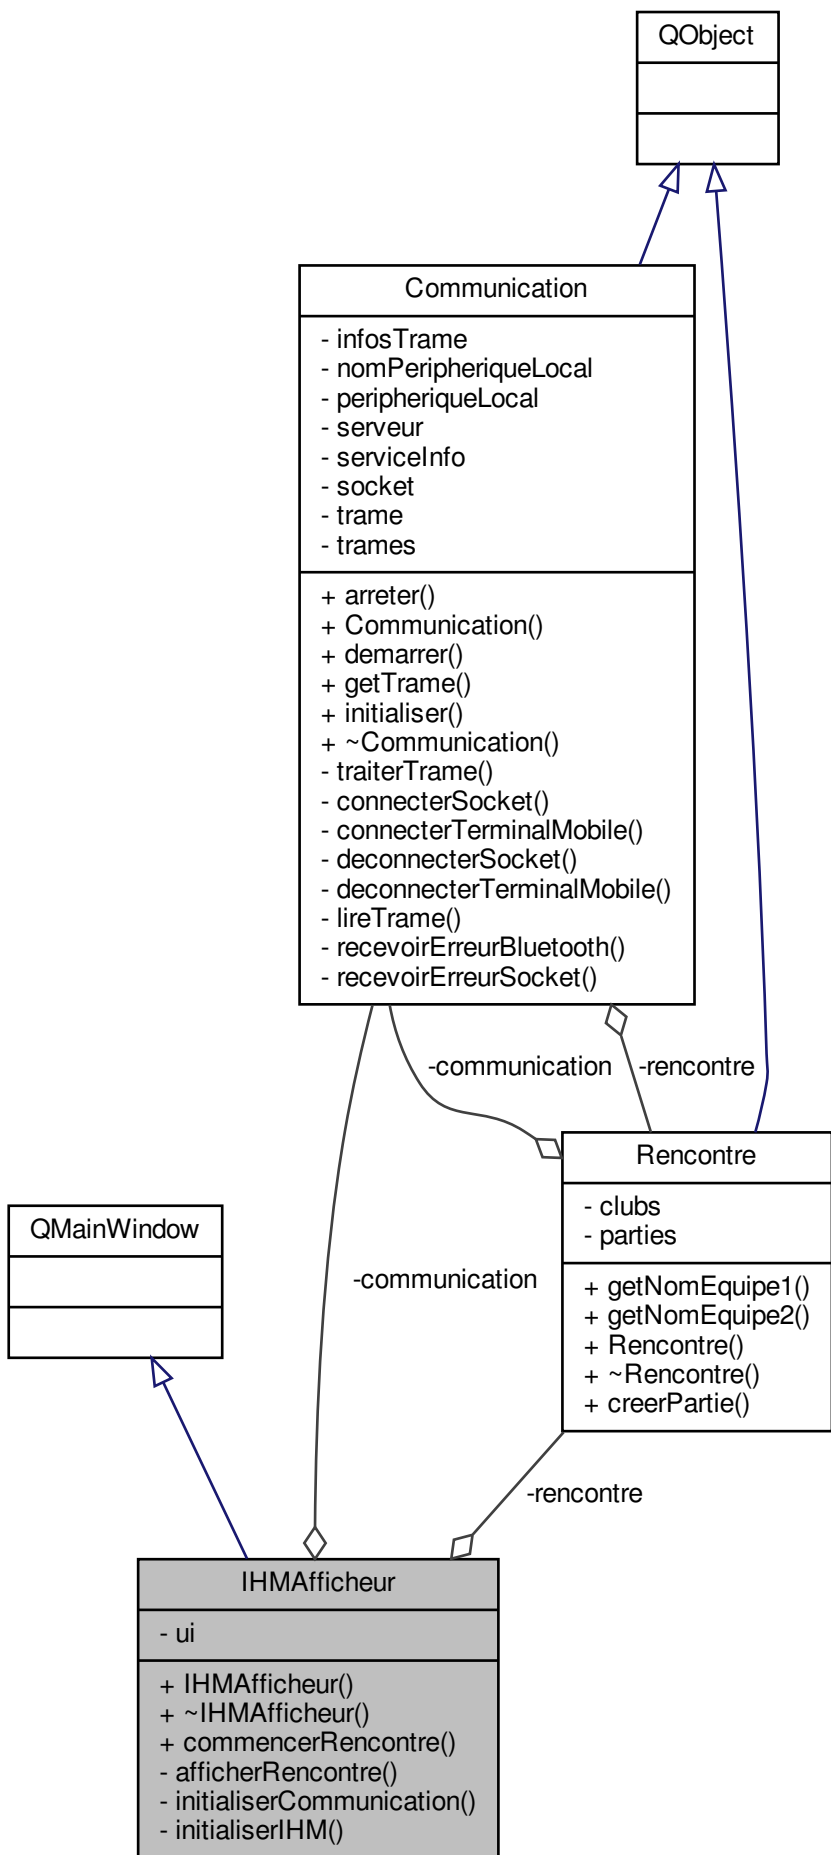 QObject
Communication
- infosTrame
- nomPeripheriqueLocal
- peripheriqueLocal
- serveur
- serviceInfo
- socket
- trame
- trames
+ arreter()
+ Communication()
+ demarrer()
+ getTrame()
+ initialiser()
+ ~Communication()
- traiterTrame()
- connecterSocket()
- connecterTerminalMobile()
- deconnecterSocket()
- deconnecterTerminalMobile()
- lireTrame()
- recevoirErreurBluetooth()
- recevoirErreurSocket()
-communication
-rencontre
Rencontre
- clubs
- parties
+ getNomEquipe1()
+ getNomEquipe2()
+ Rencontre()
+ ~Rencontre()
+ creerPartie()
QMainWindow
-communication
-rencontre
IHMAfficheur
- ui
+ IHMAfficheur()
+ ~IHMAfficheur()
+ commencerRencontre()
- afficherRencontre()
- initialiserCommunication()
- initialiserIHM()